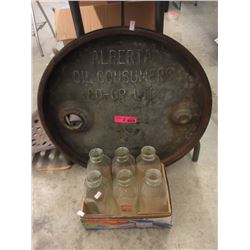 ALBERTA
OIL CONSUMERS
CO-OP LTD